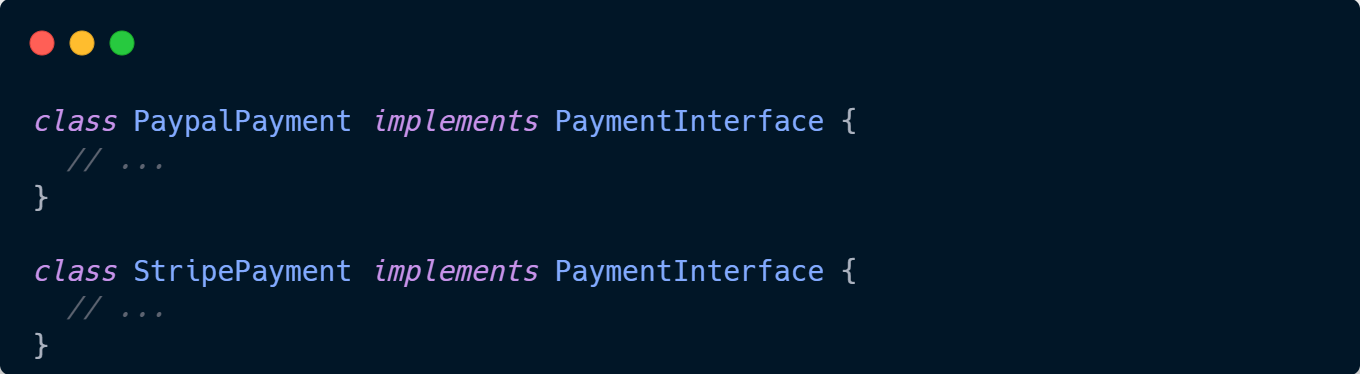 class PaypalPayment implements PaymentInterface {
  // ...
}

class StripePayment implements PaymentInterface {
  // ...
}